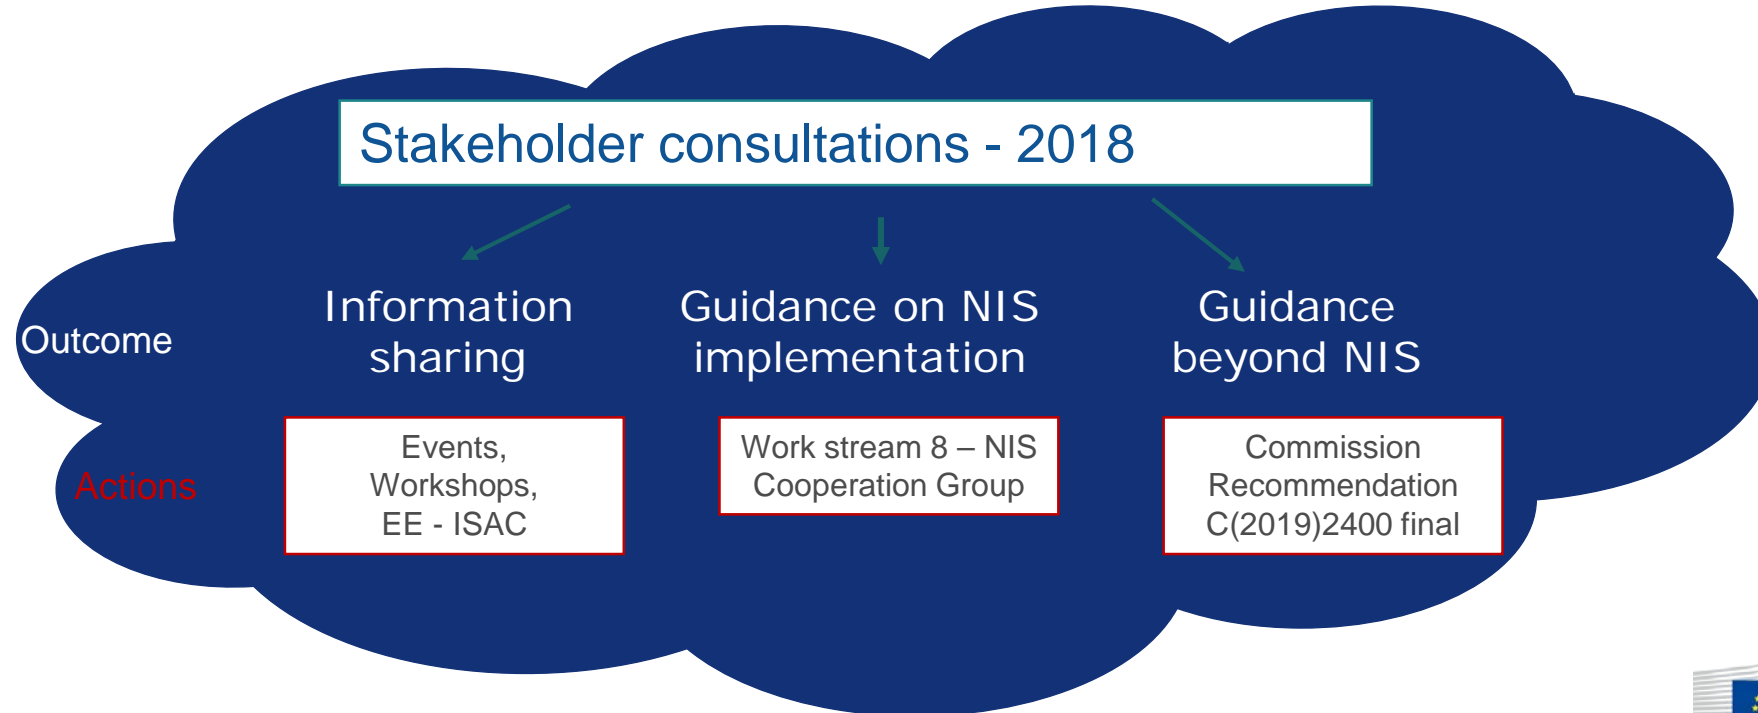 Stakeholder consultations - 2018
Information
sharing
Guidance on NIS
implementation
Guidance
beyond NIS
Outcome
Events,
Workshops,
EE - ISAC
Work stream 8 – NIS
Cooperation Group
Commission
Recommendation
C(2019)2400 final
Actions